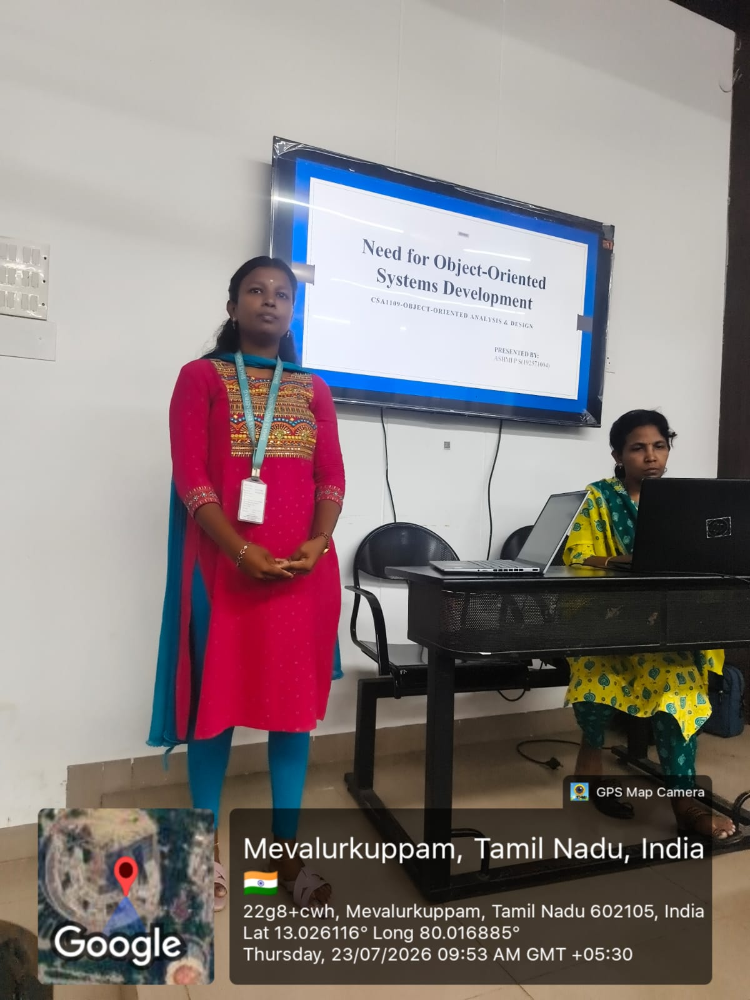 Need for Object-Oriented
Systems Development
CSA1109-OBJECT-ORIENTED ANALYSIS & DESIGN
PRESENTED BY:
ASHMI P S(192571004)
ENGINEERING
GPS Map Camera
Mevalurkuppam, Tamil Nadu, India
22g8+cwh, Mevalurkuppam, Tamil Nadu 602105, India
Lat 13.026116° Long 80.016885°
Thursday, 23/07/2026 09:53 AM GMT +05:30
Google